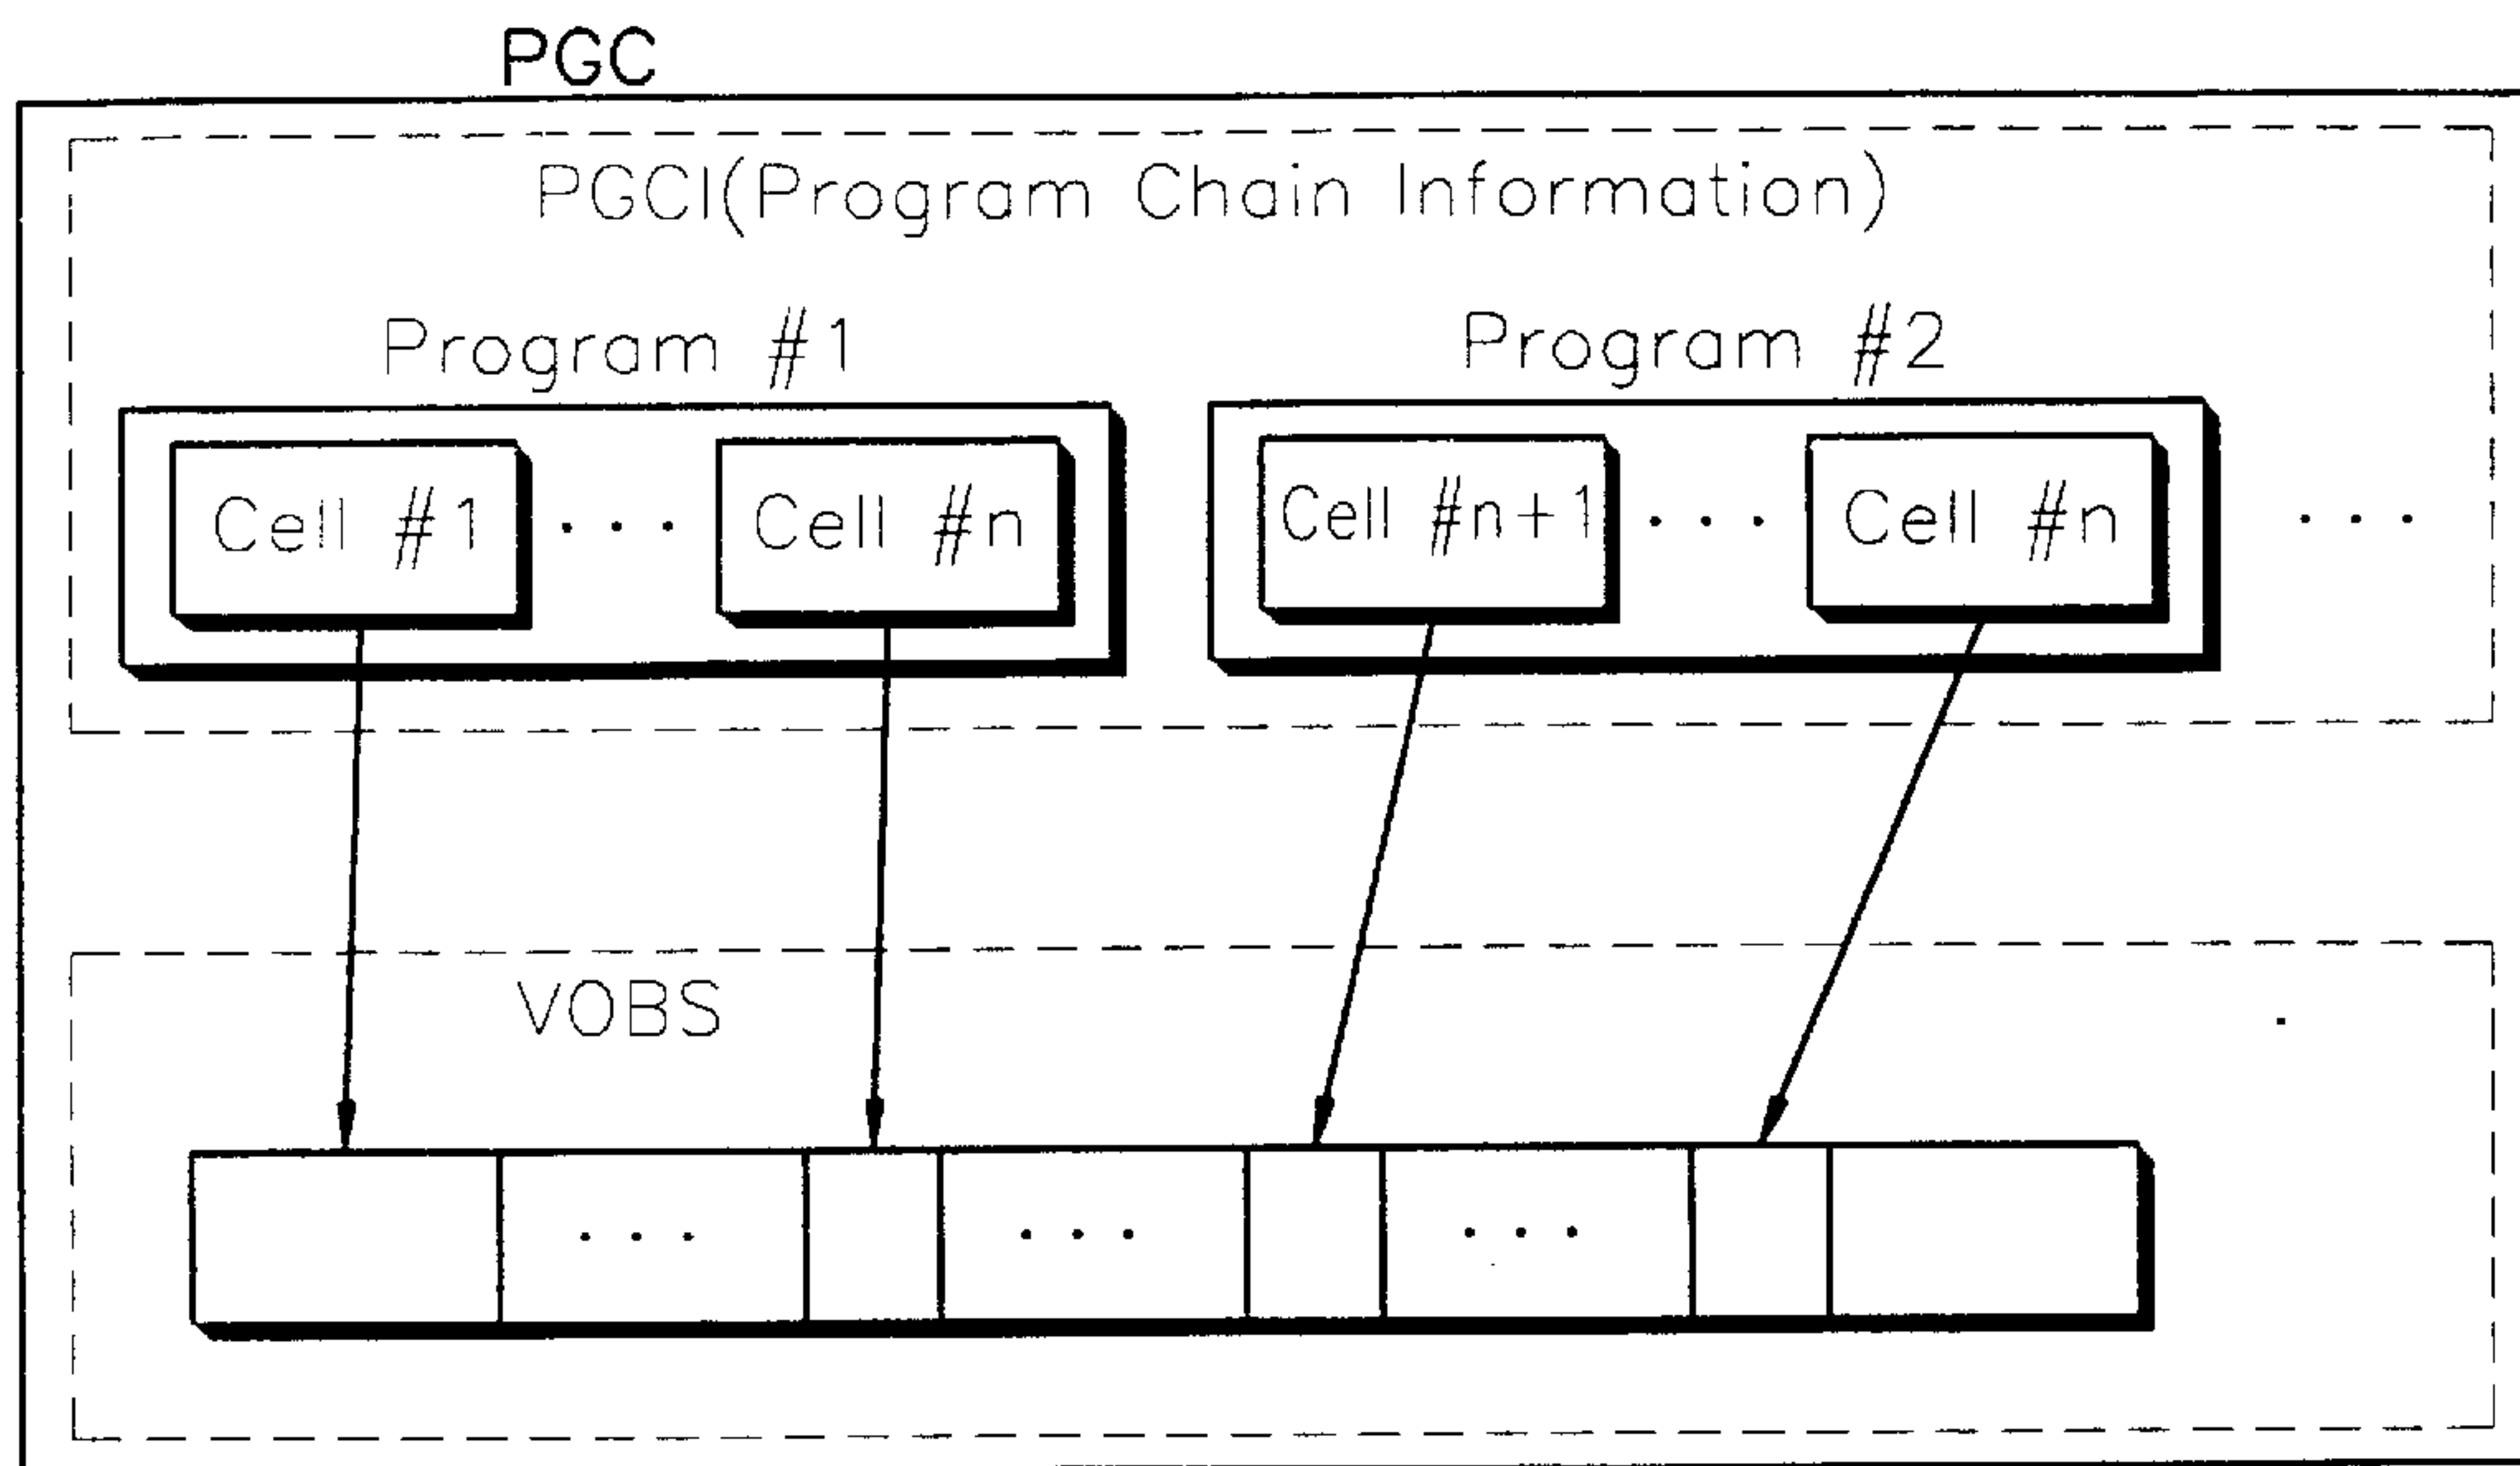 PGC
PGCI(Program Chain Information)
Program #1
Program #2
Cell #1 ··· Cell #n
Cell #n+1 ··· Cell #n ···
VOBS
··· ··· ···